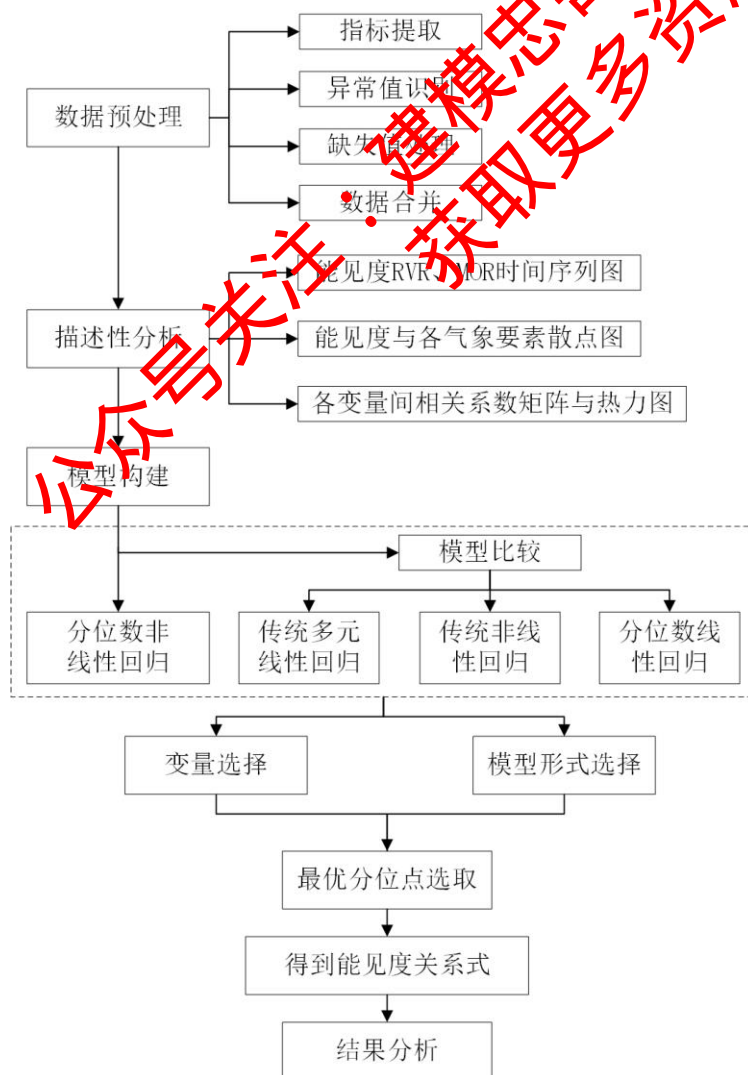 指标提取
异常值识别
数据预处理
缺失值处理
数据合并
能见度RVR、MOR时间序列图
描述性分析
能见度与各气象要素散点图
各变量间相关系数矩阵与热力图
模型构建
模型比较
分位数非
线性回归
传统多元
线性回归
传统非线
性回归
分位数线
性回归
变量选择
模型形式选择
最优分位点选取
得到能见度关系式
结果分析
公众号关注：建模忠
获取更多资